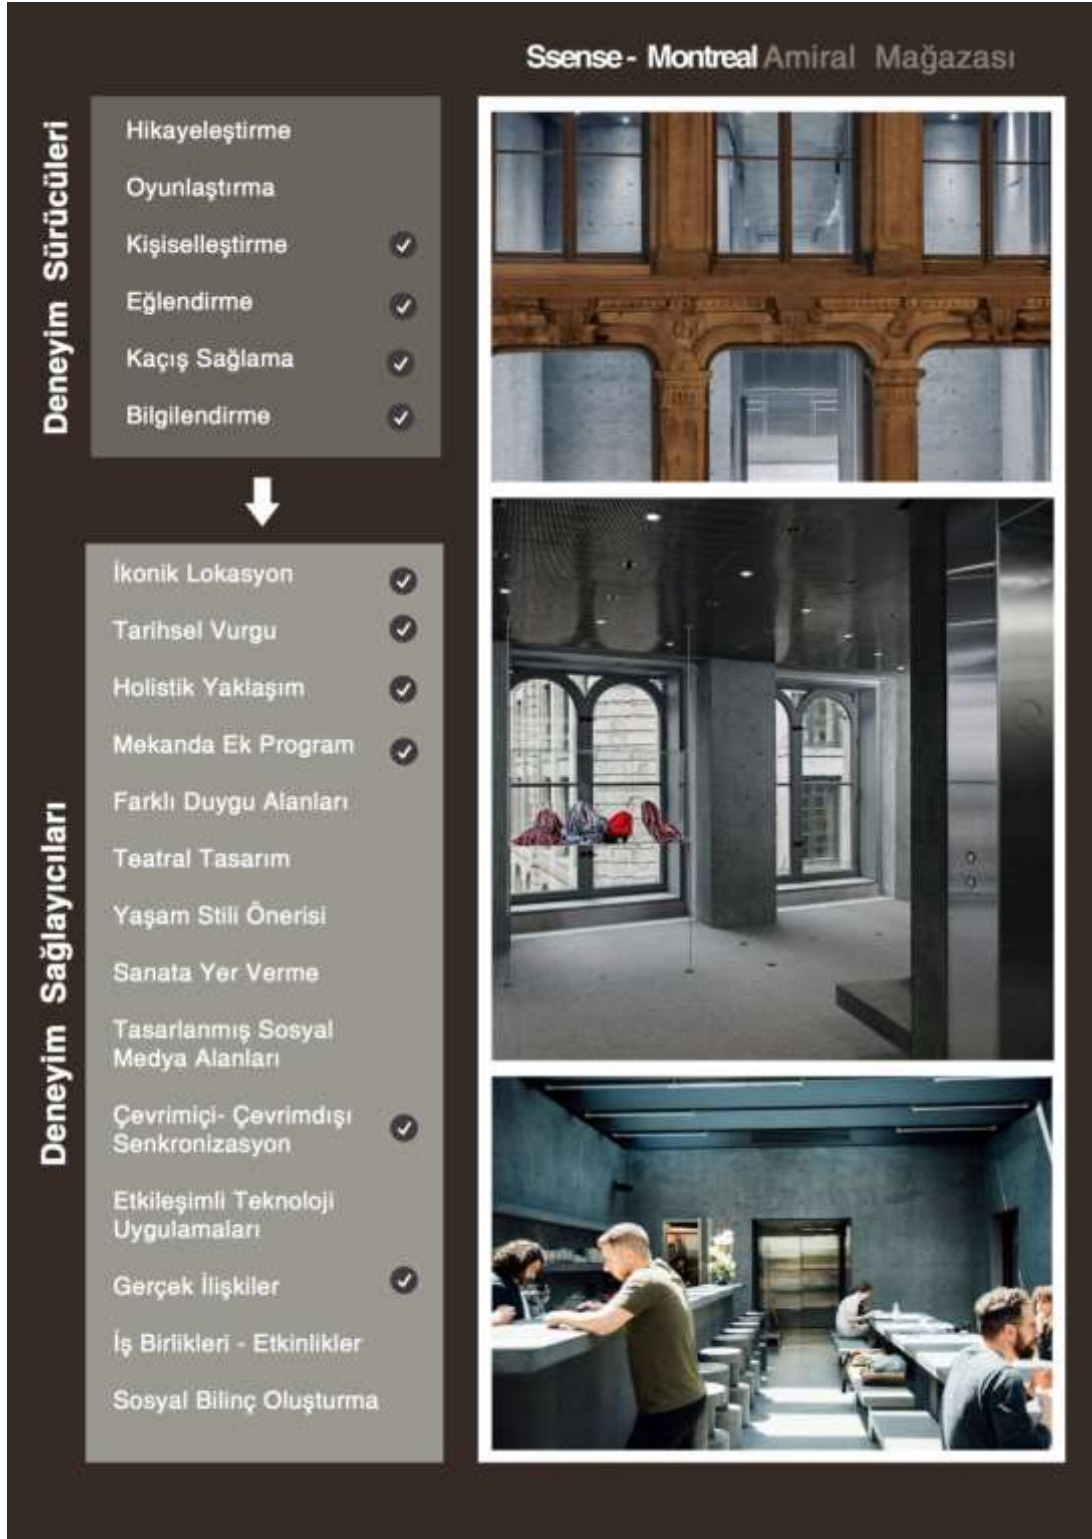 Ssense - Montreal Amiral Mağazası
Deneyim Sürücüleri
Hikayeleştirme
Oyunlaştırma
Kişiselleştirme
Eğlendirme
Kaçış Sağlama
Bilgilendirme
Deneyim Sağlayıcıları
İkonik Lokasyon
Tarihsel Vurgu
Holistik Yaklaşım
Mekanda Ek Program
Farklı Duygu Alanları
Teatral Tasarım
Yaşam Stili Önerisi
Sanata Yer Verme
Tasarlanmış Sosyal
Medya Alanları
Çevrimiçi- Çevrimdışı
Senkronizasyon
Etkileşimli Teknoloji
Uygulamaları
Gerçek İlişkiler
İş Birlikleri - Etkinlikler
Sosyal Bilinç Oluşturma